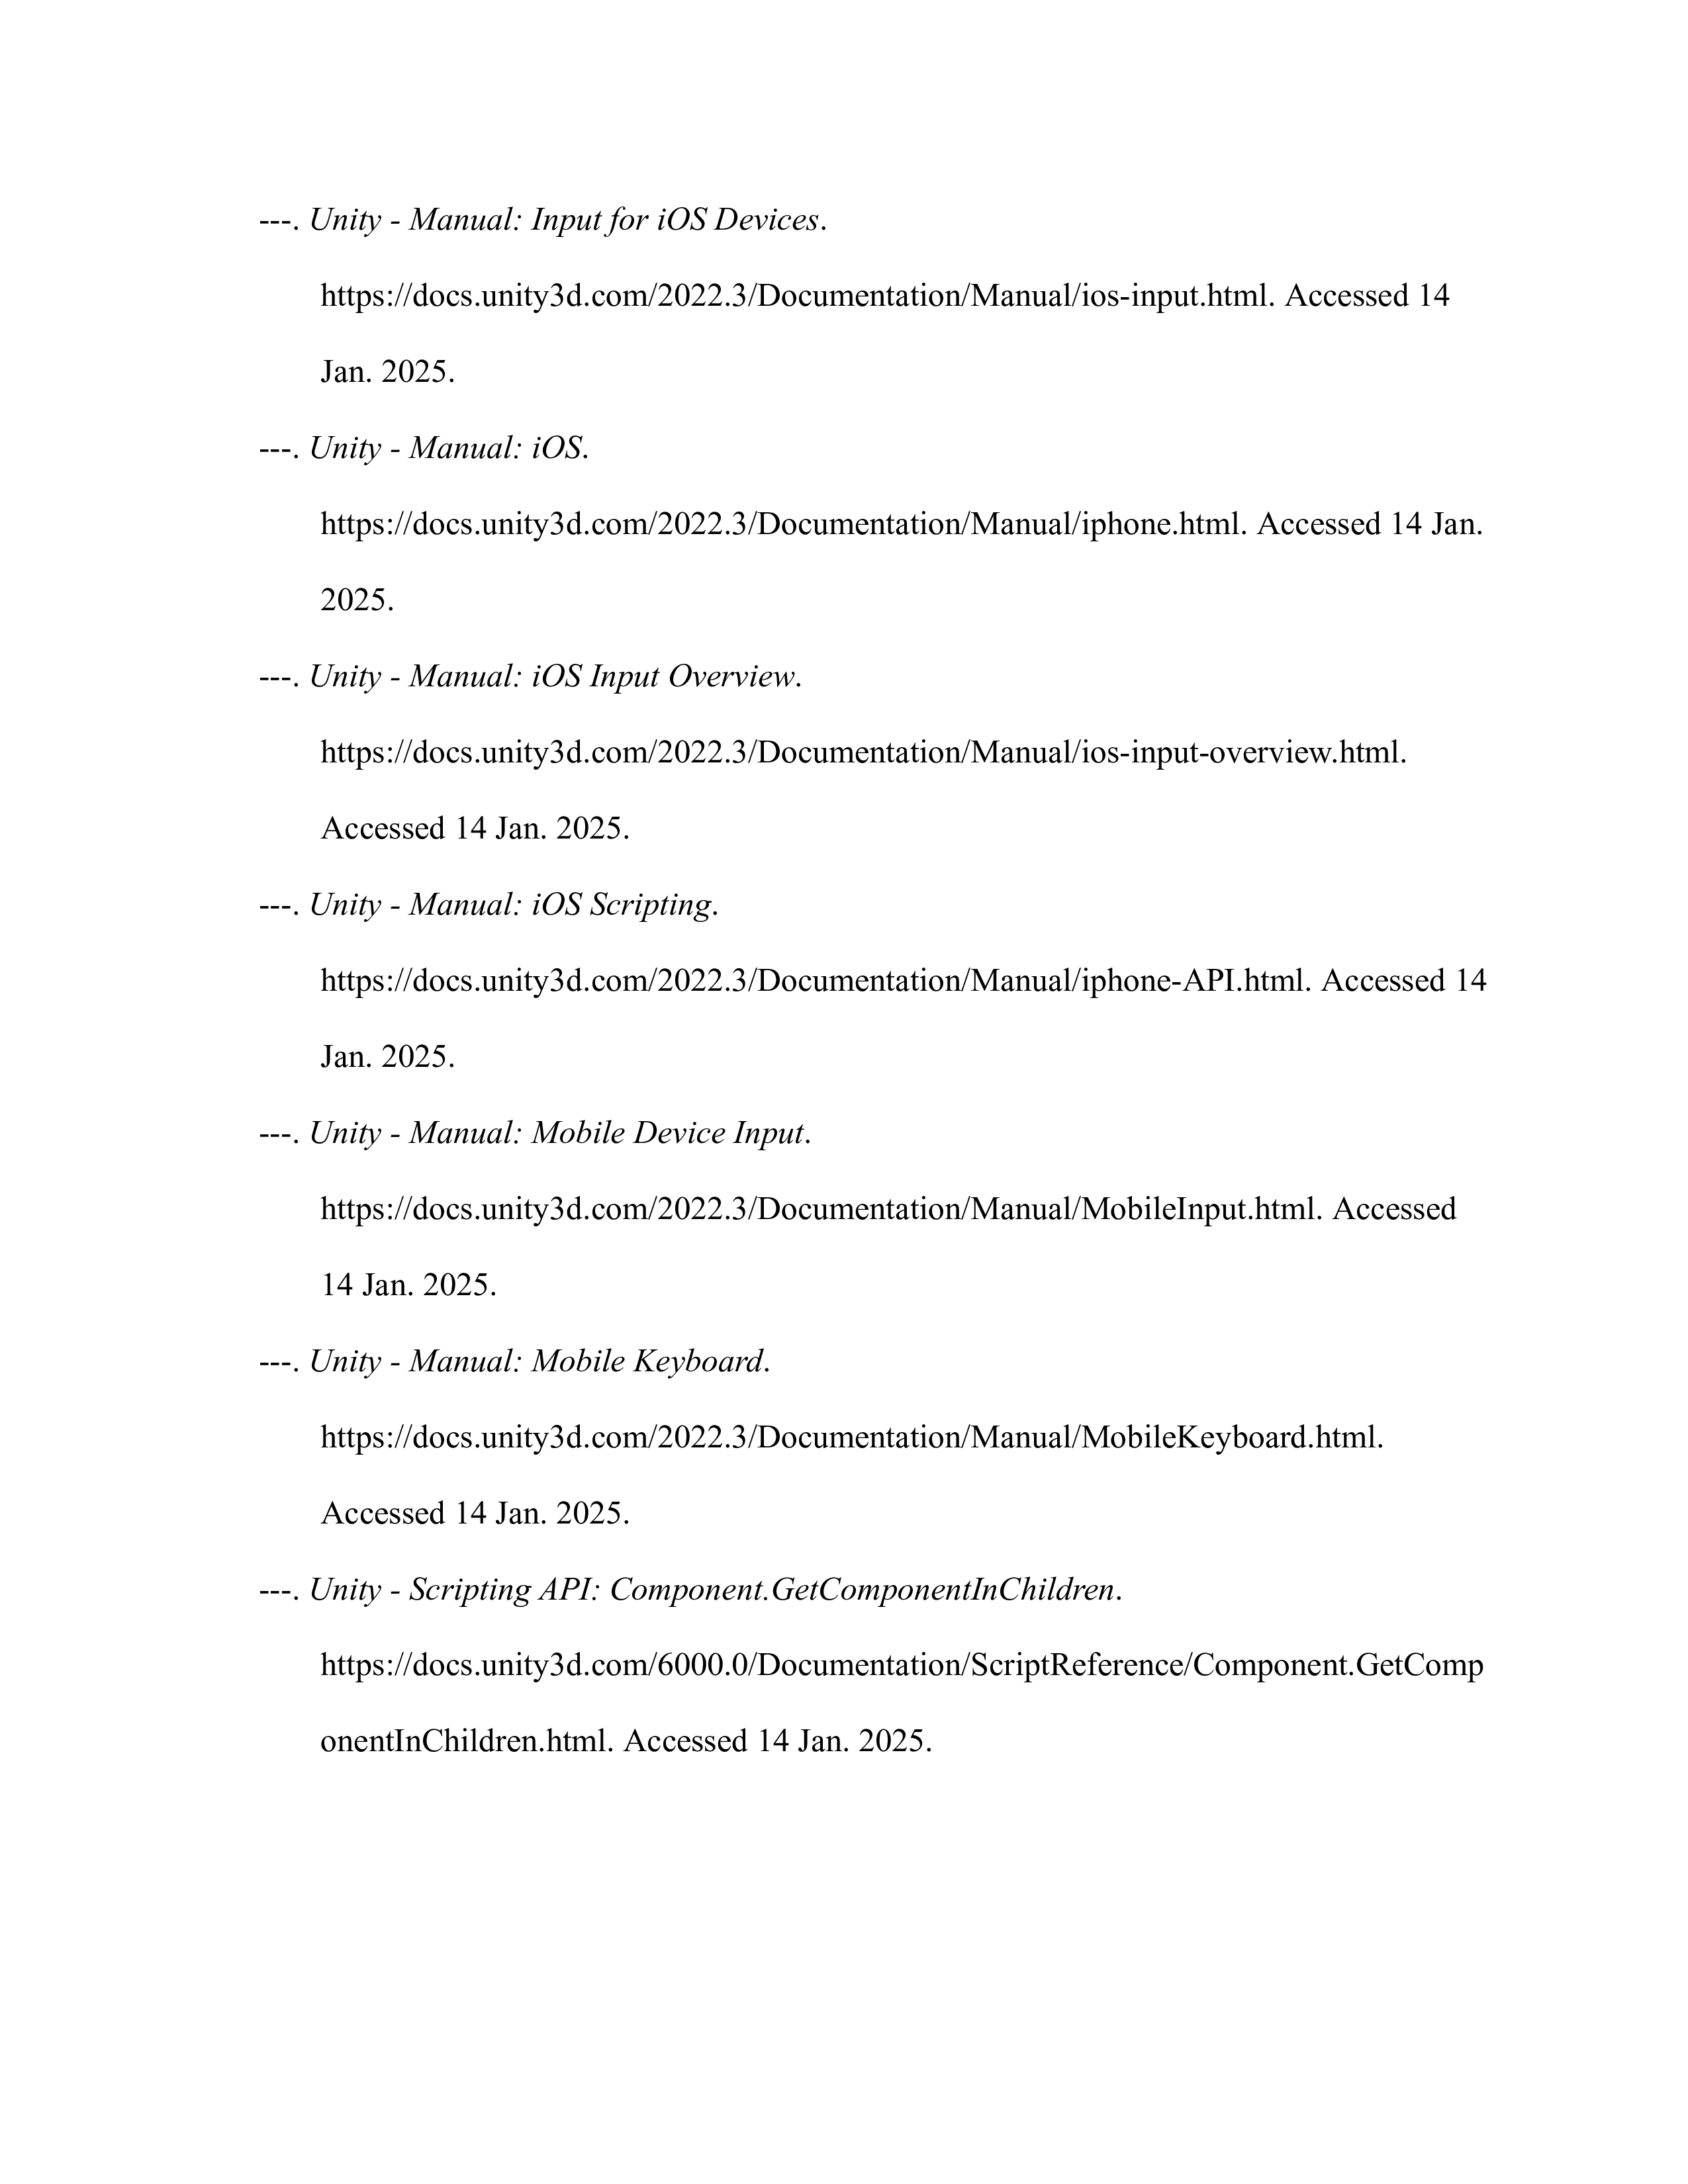 ---. Unity - Manual: Input for iOS Devices.
https://docs.unity3d.com/2022.3/Documentation/Manual/ios-input.html. Accessed 14
Jan. 2025.
---. Unity - Manual: iOS.
https://docs.unity3d.com/2022.3/Documentation/Manual/iphone.html. Accessed 14 Jan.
2025.
---. Unity - Manual: iOS Input Overview.
https://docs.unity3d.com/2022.3/Documentation/Manual/ios-input-overview.html.
Accessed 14 Jan. 2025.
---. Unity - Manual: iOS Scripting.
https://docs.unity3d.com/2022.3/Documentation/Manual/iphone-API.html. Accessed 14
Jan. 2025.
---. Unity - Manual: Mobile Device Input.
https://docs.unity3d.com/2022.3/Documentation/Manual/MobileInput.html. Accessed
14 Jan. 2025.
---. Unity - Manual: Mobile Keyboard.
https://docs.unity3d.com/2022.3/Documentation/Manual/MobileKeyboard.html.
Accessed 14 Jan. 2025.
---. Unity - Scripting API: Component.GetComponentInChildren.
https://docs.unity3d.com/6000.0/Documentation/ScriptReference/Component.GetComp
onentInChildren.html. Accessed 14 Jan. 2025.